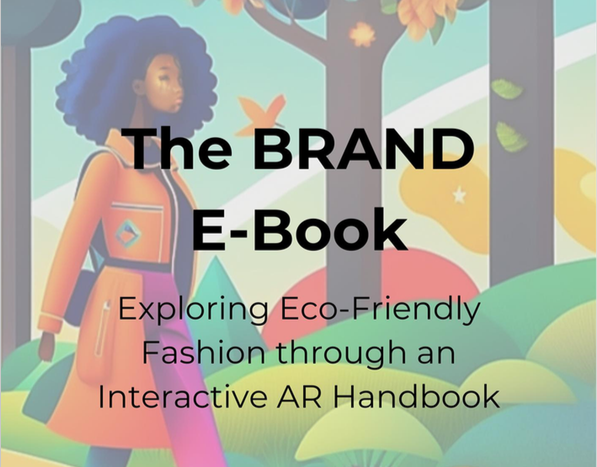 The BRAND
E-Book
Exploring Eco-Friendly
Fashion through an
Interactive AR Handbook